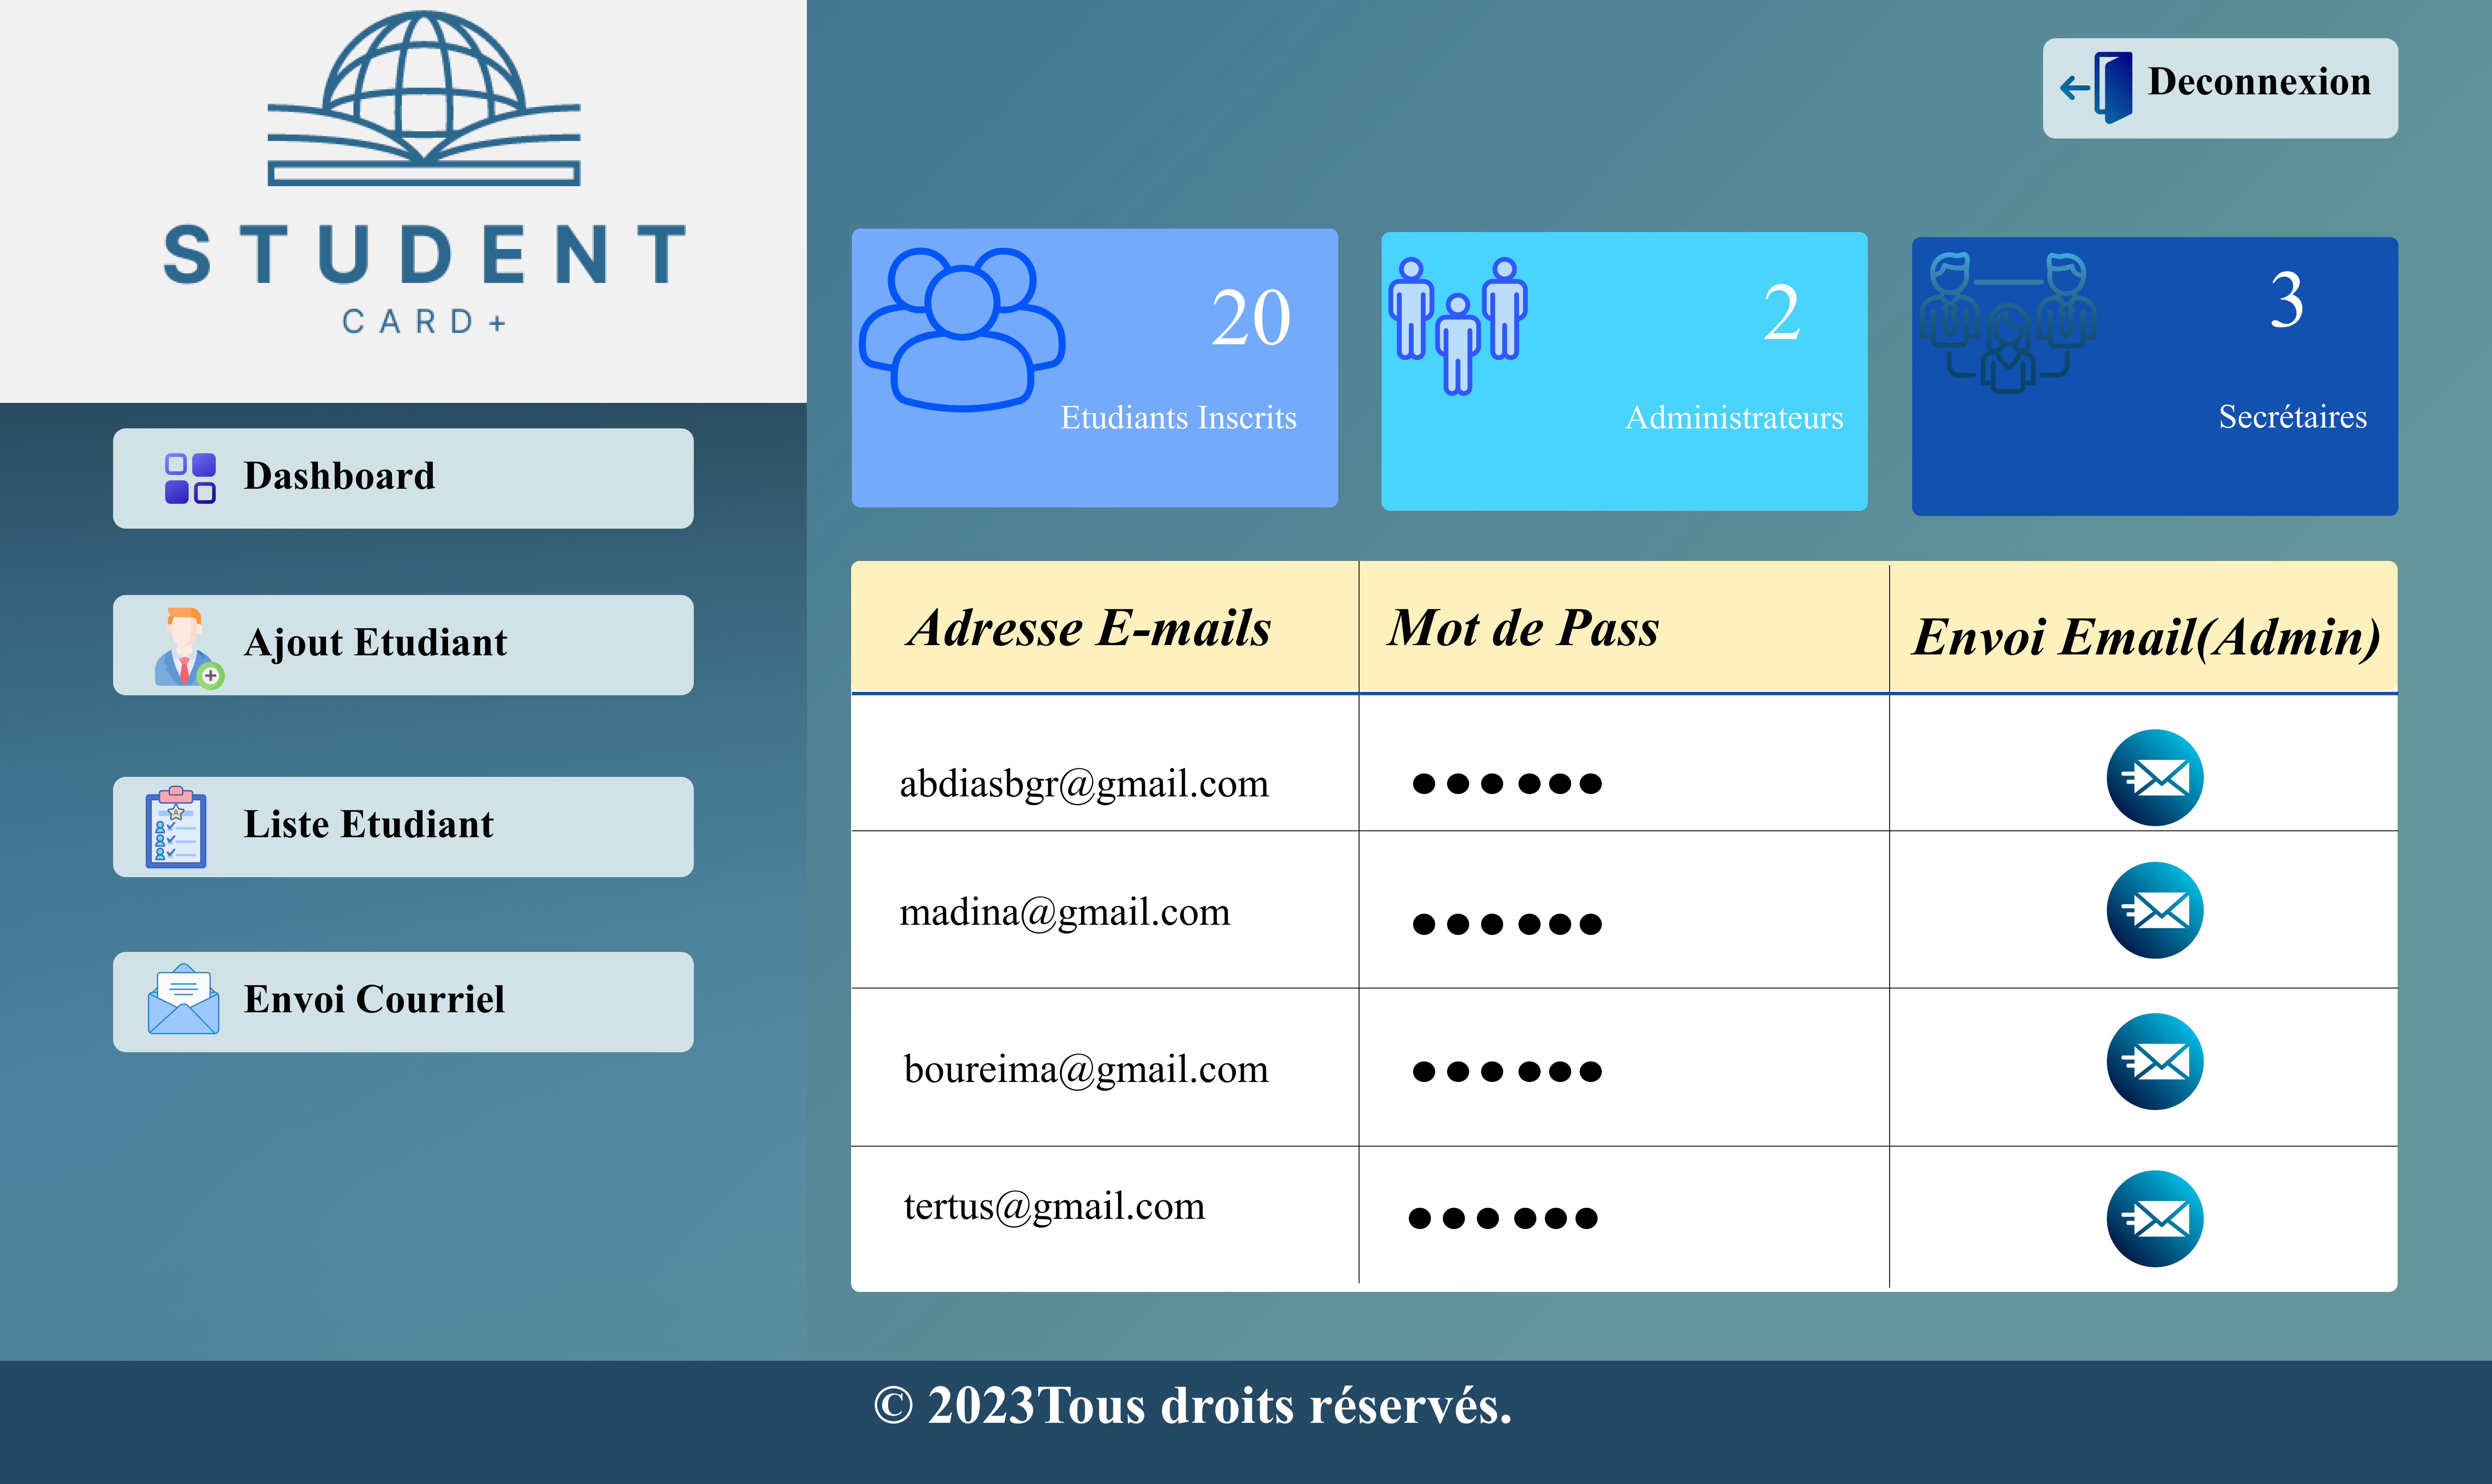 STUDENT
CARD+
Deconnexion
20
Etudiants Inscrits
2
Administrateurs
3
Secrétaires
Dashboard
Ajout Etudiant
Liste Etudiant
Envoi Courriel
Adresse E-mails Mot de Pass Envoi Email(Admin)
abdiasbgr@gmail.com ••••••
madina@gmail.com ••••••
boureima@gmail.com ••••••
tertus@gmail.com ••••••
© 2023Tous droits réservés.